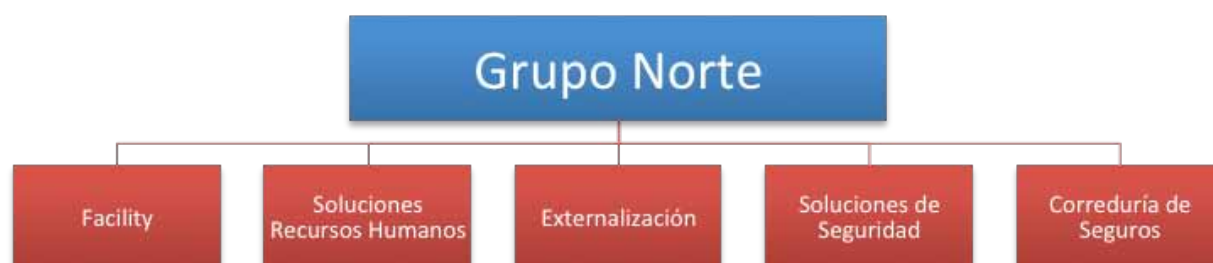 Grupo Norte
Facility
Soluciones
Recursos Humanos
Externalización
Soluciones de
Seguridad
Correduría de
Seguros